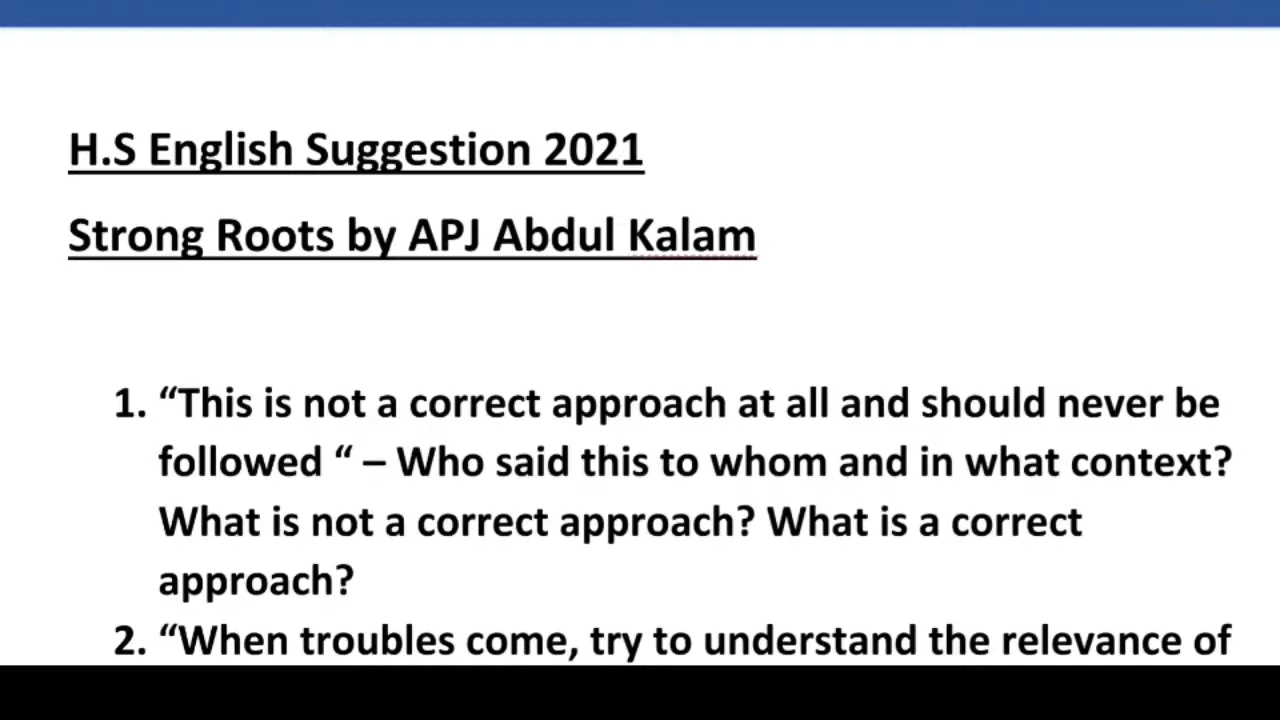 H.S English Suggestion 2021
Strong Roots by APJ Abdul Kalam
1. “This is not a correct approach at all and should never be
followed “ – Who said this to whom and in what context?
What is not a correct approach? What is a correct
approach?
2. “When troubles come, try to understand the relevance of